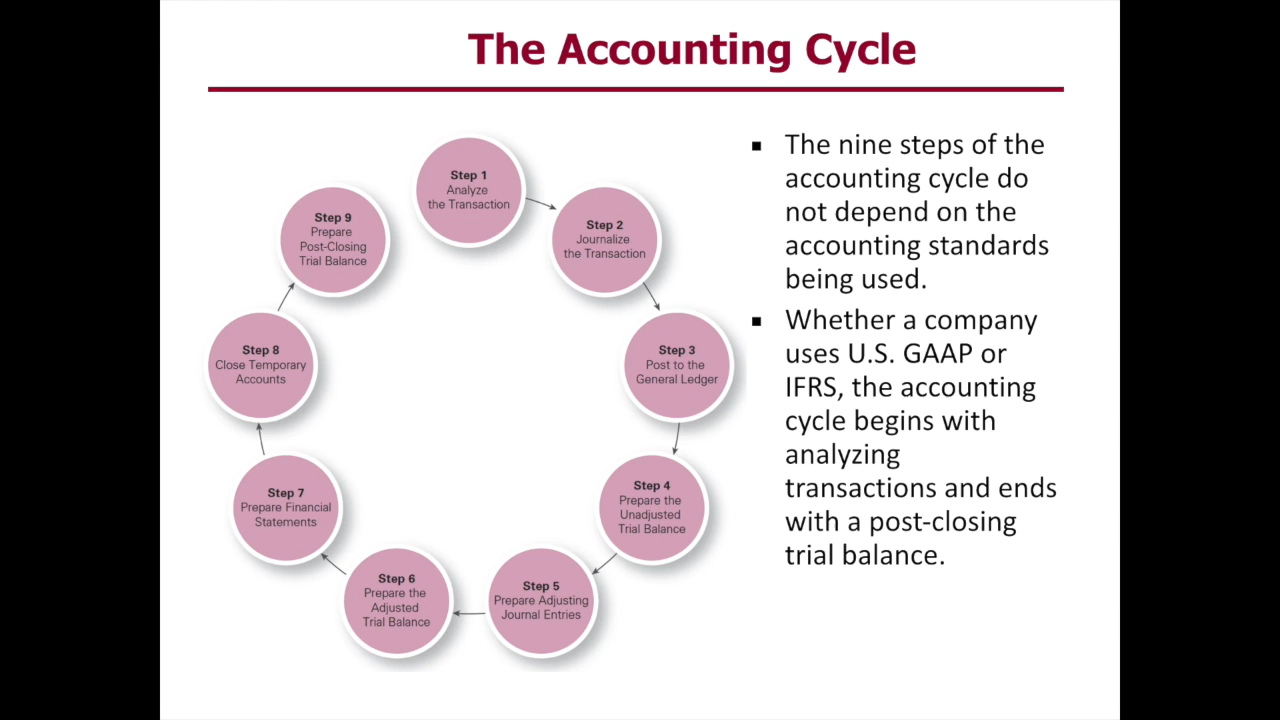 The Accounting Cycle
Step 1
Analyze
the Transaction
Step 2
Journalize
the Transaction
Step 3
Post to the
General Ledger
Step 4
Prepare the
Unadjusted
Trial Balance
Step 5
Prepare Adjusting
Journal Entries
Step 6
Prepare the
Adjusted
Trial Balance
Step 7
Prepare Financial
Statements
Step 8
Close Temporary
Accounts
Step 9
Prepare
Post-Closing
Trial Balance
▪ The nine steps of the
accounting cycle do
not depend on the
accounting standards
being used.
▪ Whether a company
uses U.S. GAAP or
IFRS, the accounting
cycle begins with
analyzing
transactions and ends
with a post-closing
trial balance.